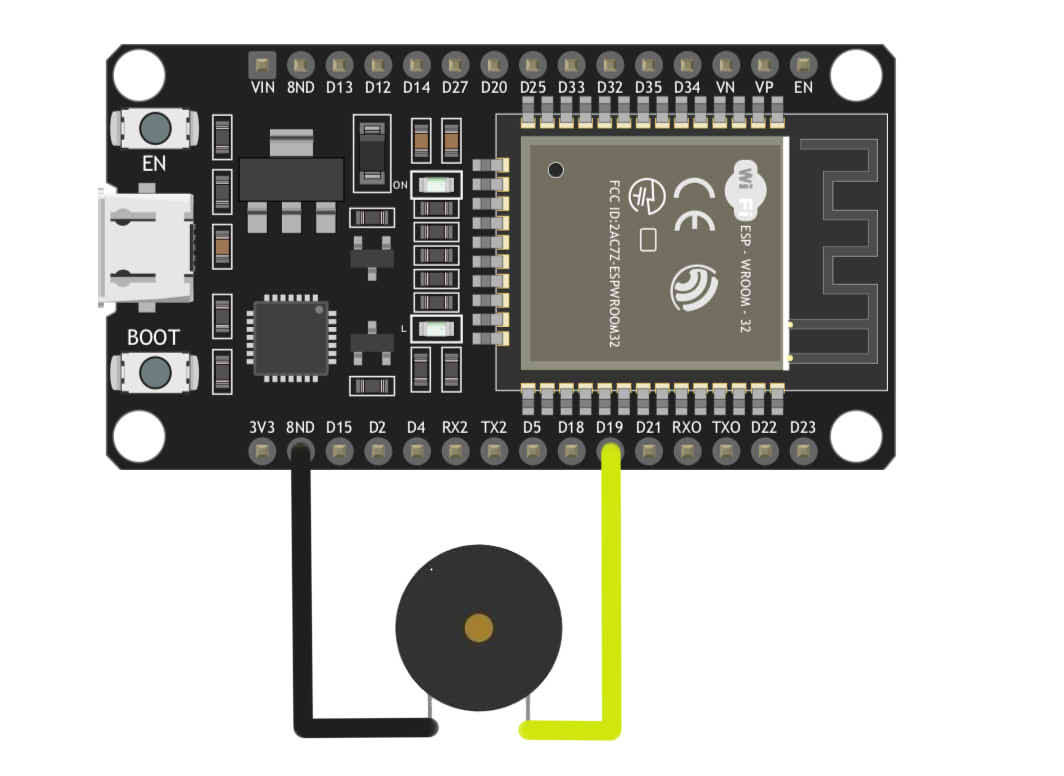 VIN 8ND D13 D12 D14 D27 D20 D25 D33 D32 D35 D34 VN VP EN
EN
ON
L
BOOT
WiFi
ESP - WROOM - 32
CE
FCC ID:2AC7Z-ESPWROOM32
3V3 8ND D15 D2 D4 RX2 TX2 D5 D18 D19 D21 RXO TXO D22 D23